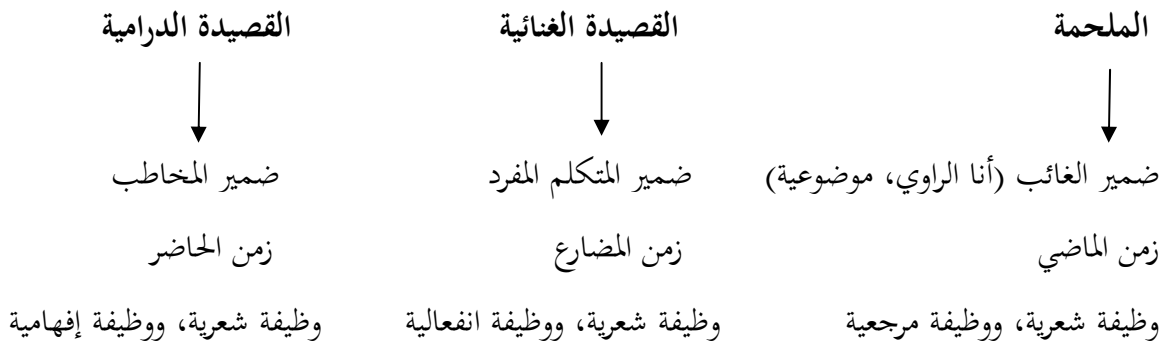 الملحمة القصيدة الغنائية القصيدة الدرامية
ضمير الغائب (أنا الراوي، موضوعية) ضمير المتكلم المفرد ضمير المخاطب
زمن الماضي زمن المضارع زمن الحاضر
وظيفة شعرية، ووظيفة مرجعية وظيفة شعرية، ووظيفة انفعالية وظيفة شعرية، ووظيفة إفهامية